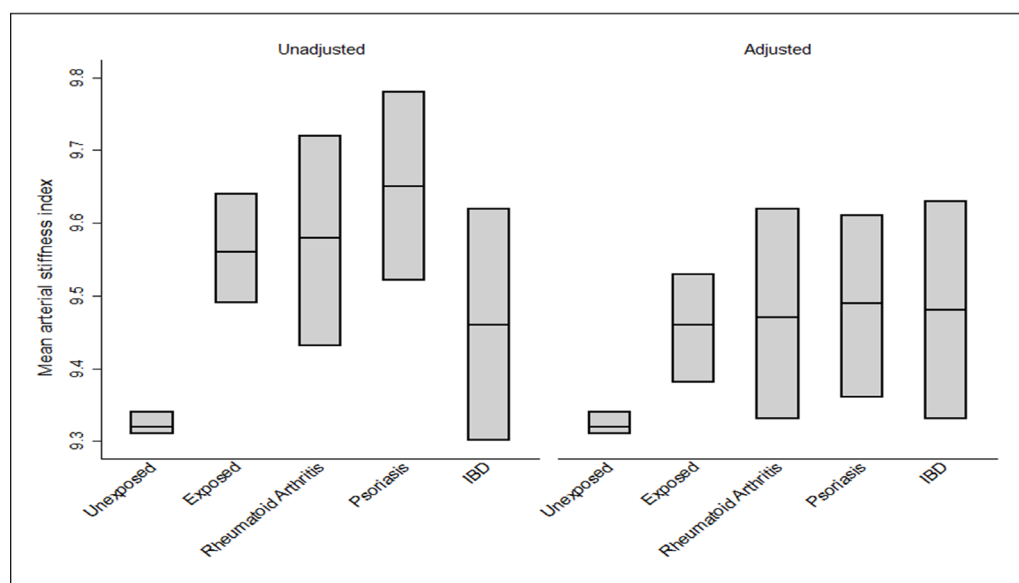 Unadjusted
Adjusted
Mean arterial stiffness index
9.8
9.7
9.6
9.5
9.4
9.3
Unexposed
Exposed
Rheumatoid Arthritis
Psoriasis
IBD
Unexposed
Exposed
Rheumatoid Arthritis
Psoriasis
IBD